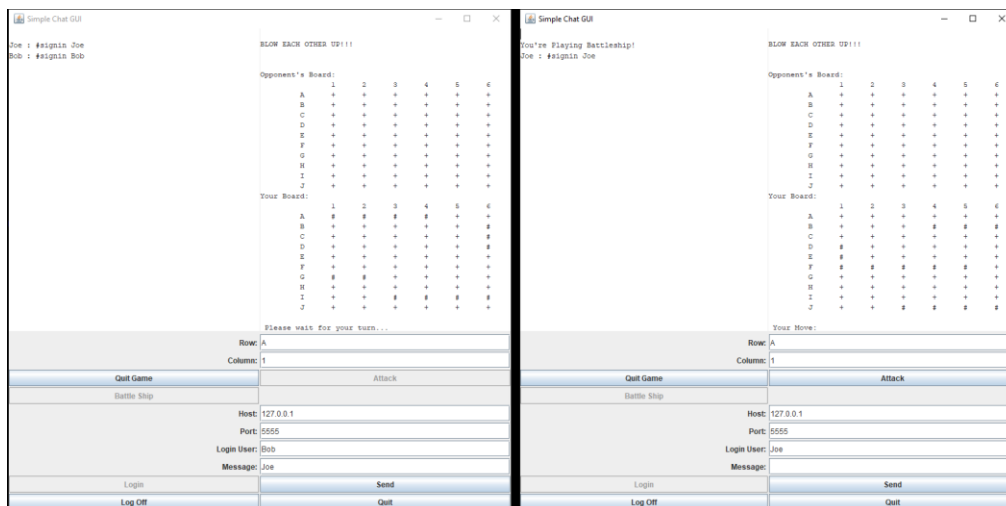 Simple Chat GUI
Joe : #signin Joe
Bob : #signin Bob
BLOW EACH OTHER UP!!!
Opponent's Board:
1 2 3 4 5 6
A + + + + + +
B + + + + + +
C + + + + + +
D + + + + + +
E + + + + + +
F + + + + + +
G + + + + + +
H + + + + + +
I + + + + + +
J + + + + + +
Your Board:
1 2 3 4 5 6
A # # # # + +
B + + + + + #
C + + + + + #
D + + + + + #
E + + + + + +
F + + + + + +
G # # + + + +
H + + + + + +
I + + # # # #
J + + + + + +
Please wait for your turn...
Row: A
Column: 1
Quit Game Attack
Battle Ship
Host: 127.0.0.1
Port: 5555
Login User: Bob
Message: Joe
Login Send
Log Off Quit
Simple Chat GUI
You're Playing Battleship!
Joe : #signin Joe
BLOW EACH OTHER UP!!!
Opponent's Board:
1 2 3 4 5 6
A + + + + + +
B + + + + + +
C + + + + + +
D + + + + + +
E + + + + + +
F + + + + + +
G + + + + + +
H + + + + + +
I + + + + + +
J + + + + + +
Your Board:
1 2 3 4 5 6
A + + + + + +
B + + + # # #
C + + + + + +
D # + + + + +
E # + + + + +
F # # # # # +
G + + + + + +
H + + + + + +
I + + + + + +
J + + # # # #
Your Move:
Row: A
Column: 1
Quit Game Attack
Battle Ship
Host: 127.0.0.1
Port: 5555
Login User: Joe
Message:
Login Send
Log Off Quit